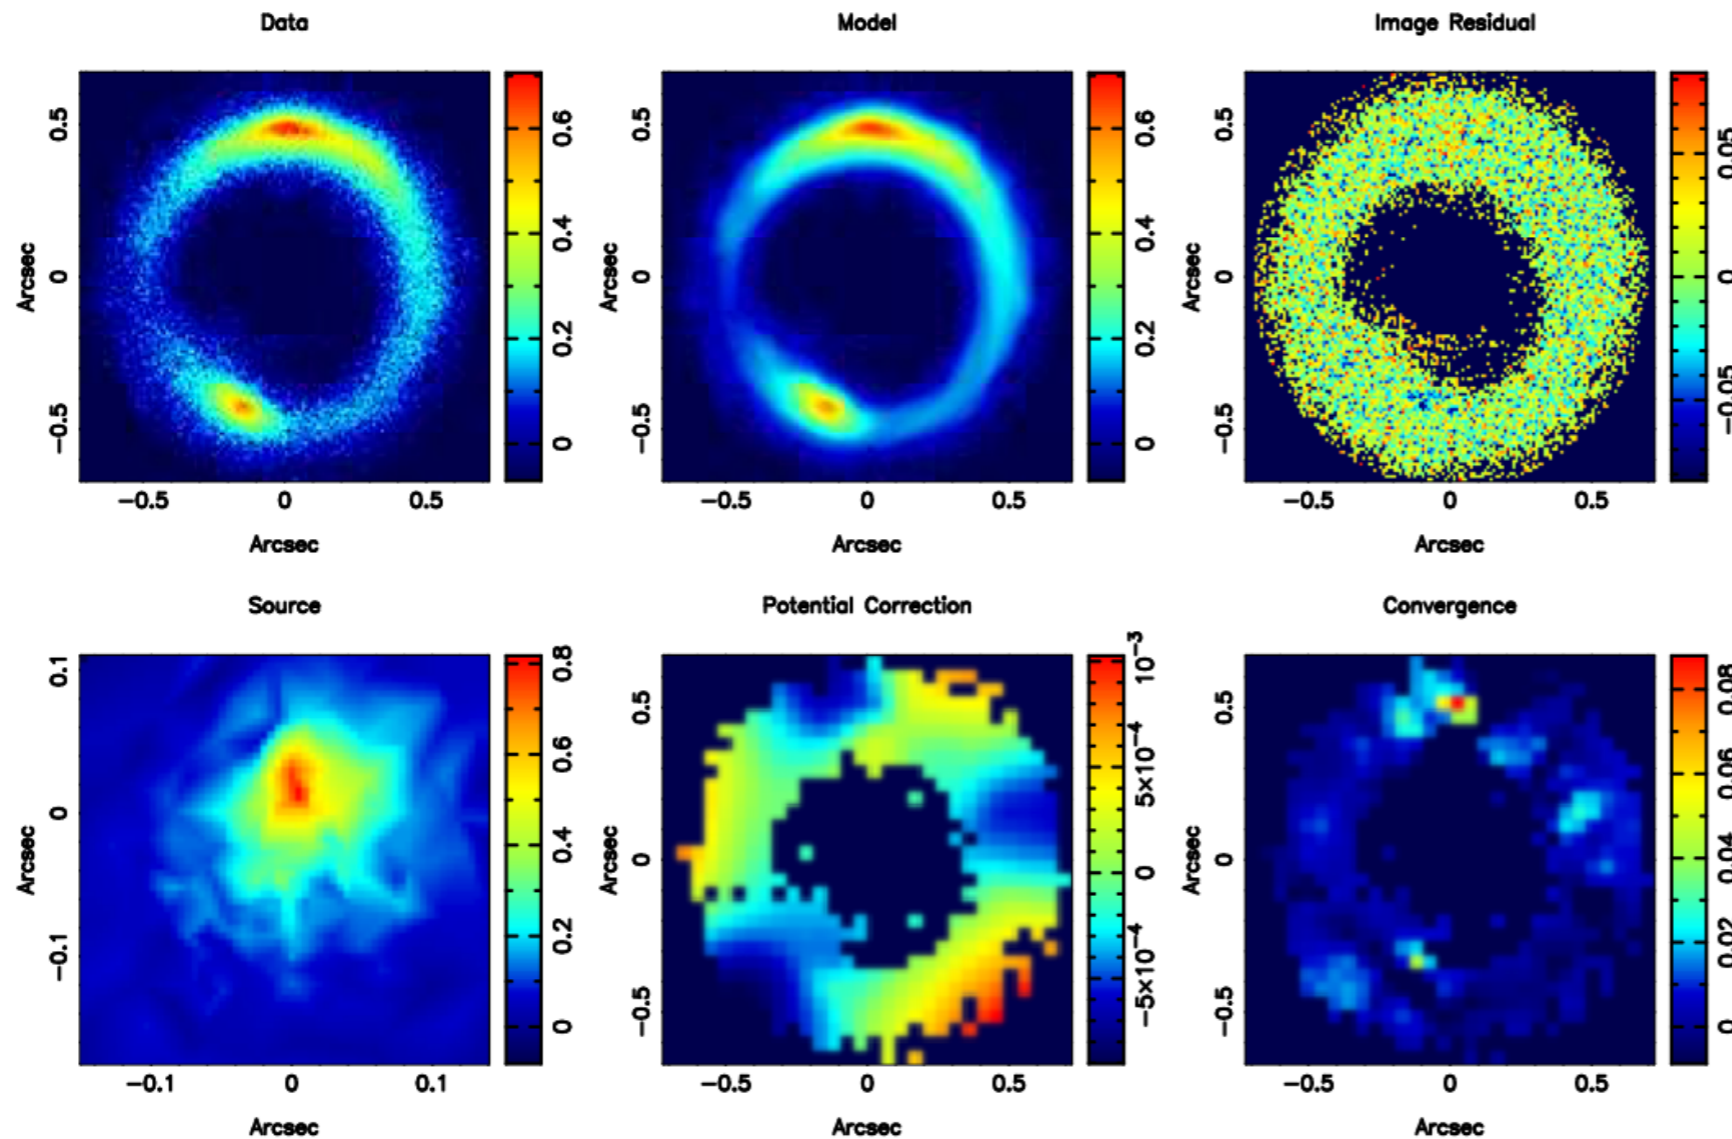 Data
Model
Image Residual
0.5
0
−0.5
Arcsec
−0.5 0 0.5
Arcsec
0.6
0.4
0.2
0
0.5
0
−0.5
Arcsec
−0.5 0 0.5
Arcsec
0.6
0.4
0.2
0
0.5
0
−0.5
Arcsec
−0.5 0 0.5
Arcsec
0.05
0
−0.05
Source
Potential Correction
Convergence
0.1
0
−0.1
Arcsec
−0.1 0 0.1
Arcsec
0.8
0.6
0.4
0.2
0
0.5
0
−0.5
Arcsec
−0.5 0 0.5
Arcsec
10⁻³
5×10⁻⁴
0
−5×10⁻⁴
0.5
0
−0.5
Arcsec
−0.5 0 0.5
Arcsec
0.08
0.06
0.04
0.02
0